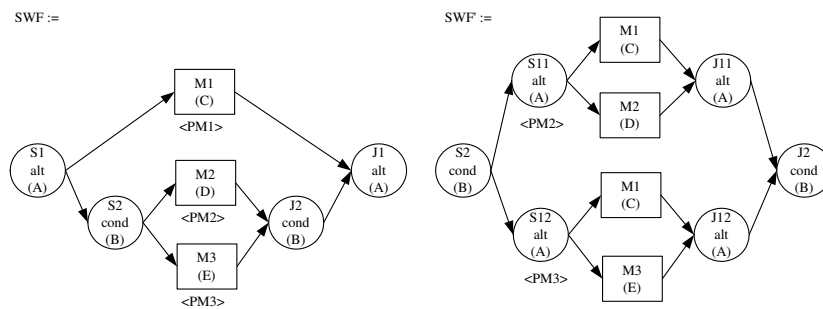 SWF :=
M1
(C)
<PM1>
S1
alt
(A)
M2
(D)
<PM2>
S2
cond
(B)
J2
cond
(B)
J1
alt
(A)
M3
(E)
<PM3>
SWF' :=
M1
(C)
S11
alt
(A)
<PM2>
J11
alt
(A)
M2
(D)
S2
cond
(B)
J2
cond
(B)
M1
(C)
S12
alt
(A)
<PM3>
J12
alt
(A)
M3
(E)